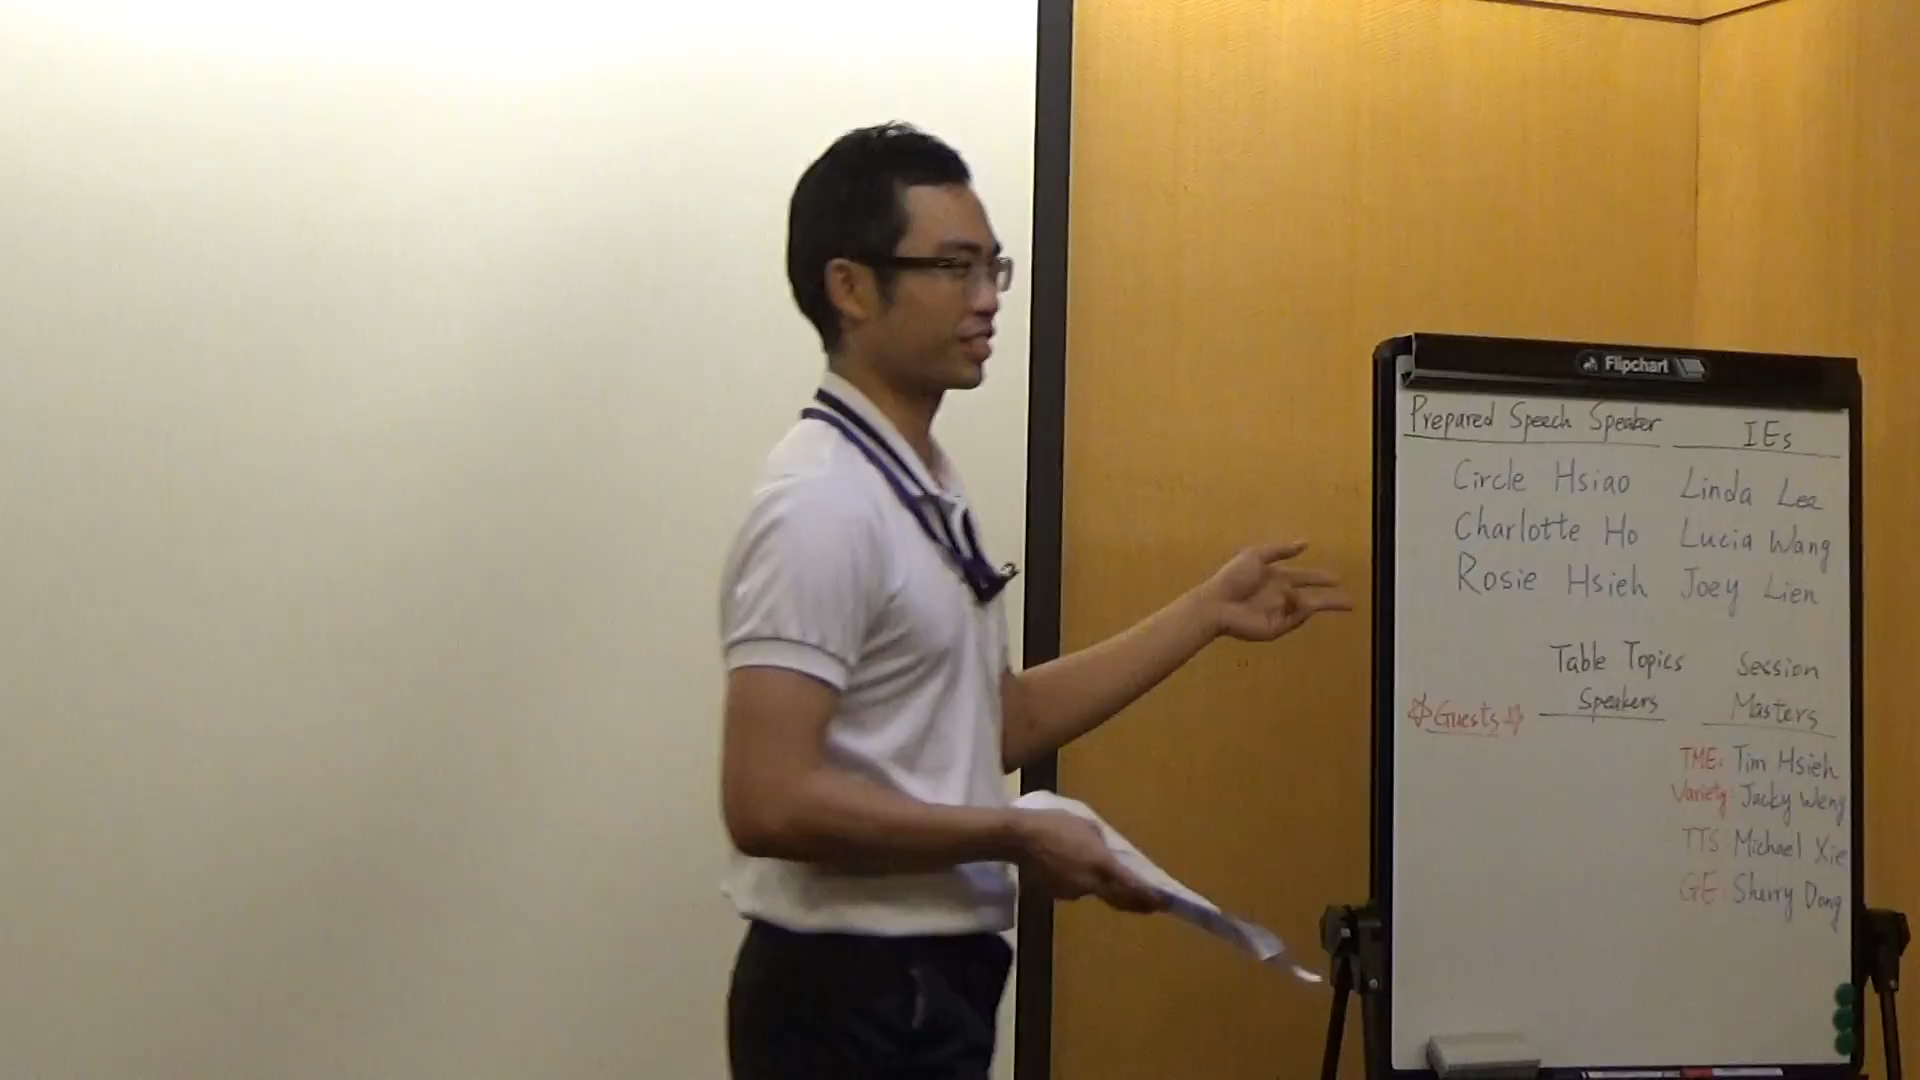 Flipchart
Prepared Speech Speaker IEs
Circle Hsiao Linda Lee
Charlotte Ho Lucia Wang
Rosie Hsieh Joey Lien
Table Topics Session
☆Guests☆ Speakers Masters
TME: Tim Hsieh
Variety: Jacky Weng
TTS: Michael Xie
GE: Sherry Dong